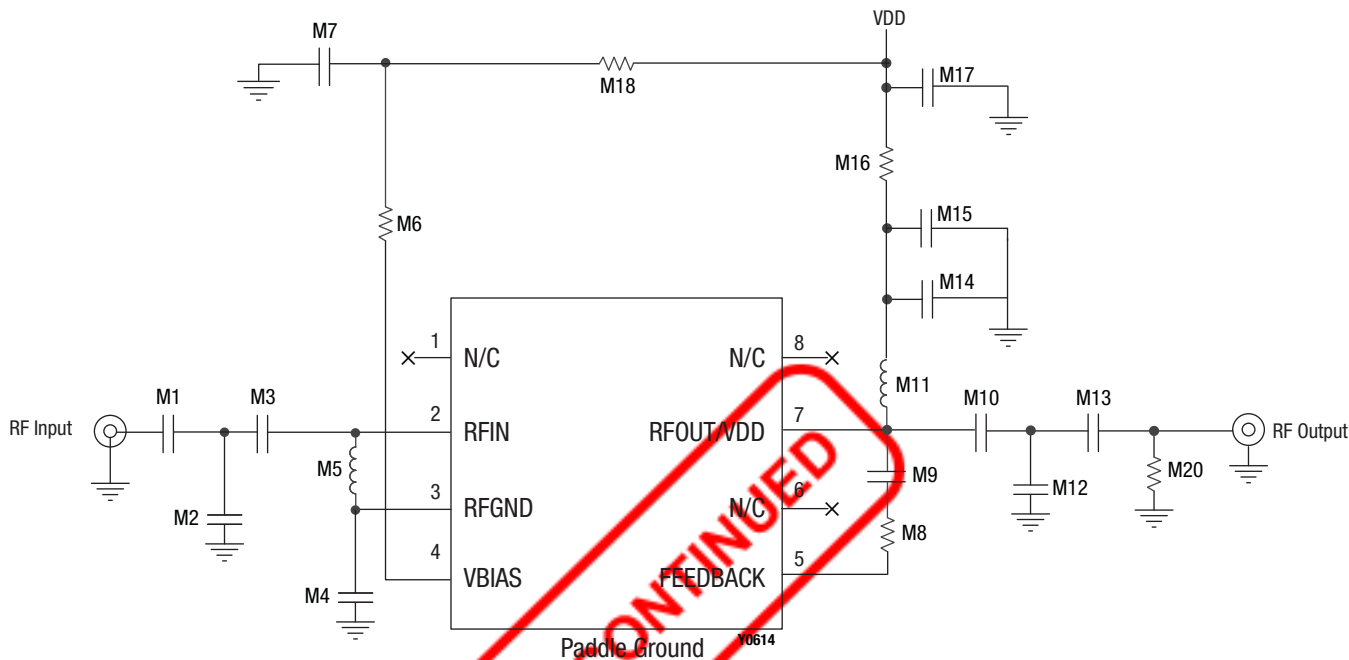 VDD
M7
M17
M18
M16
M15
M6
M14
1
N/C
8
N/C
M11
M1
M3
2
M10
M13
RF Input
RFIN
RFOUT/VDD
7
RF Output
M5
M9
M20
3
RFGND
N/C
6
M12
M2
M8
4
VBIAS
FEEDBACK
5
M4
ONTINUED
Paddle Ground
Y0614